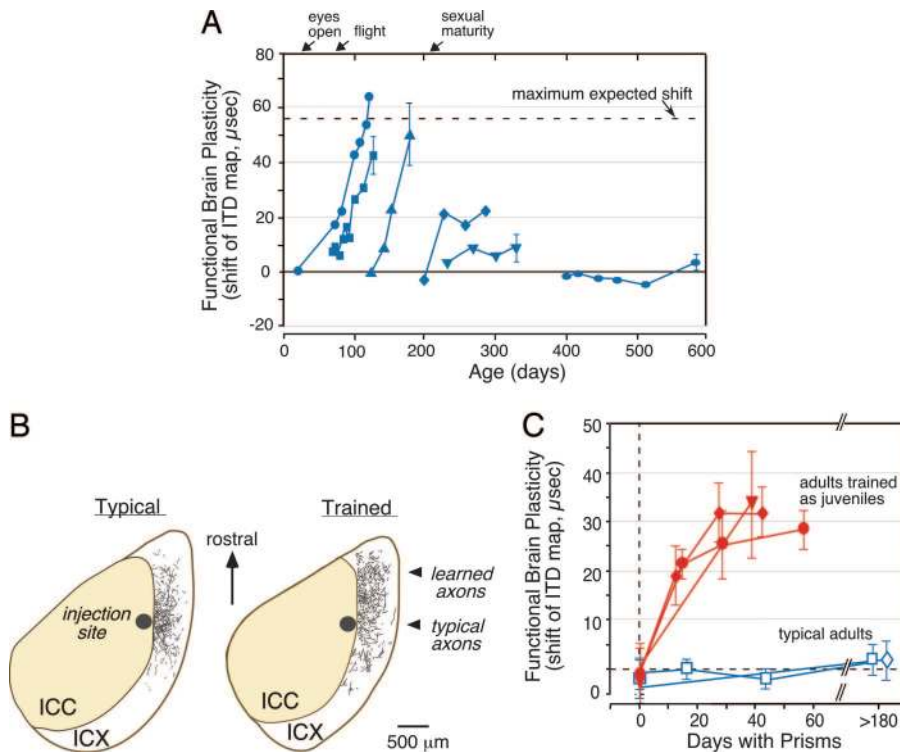 A
eyes
open
flight
sexual
maturity
Functional Brain Plasticity
(shift of ITD map, µsec)
80
60
40
20
0
-20
maximum expected shift
0 100 200 300 400 500 600
Age (days)
B
Typical
Trained
rostral
learned
axons
injection
site
typical
axons
ICC
ICX
ICC
ICX
500 µm
C
Functional Brain Plasticity
(shift of ITD map, µsec)
50
40
30
20
10
0
adults trained
as juveniles
typical adults
0 20 40 60 >180
Days with Prisms